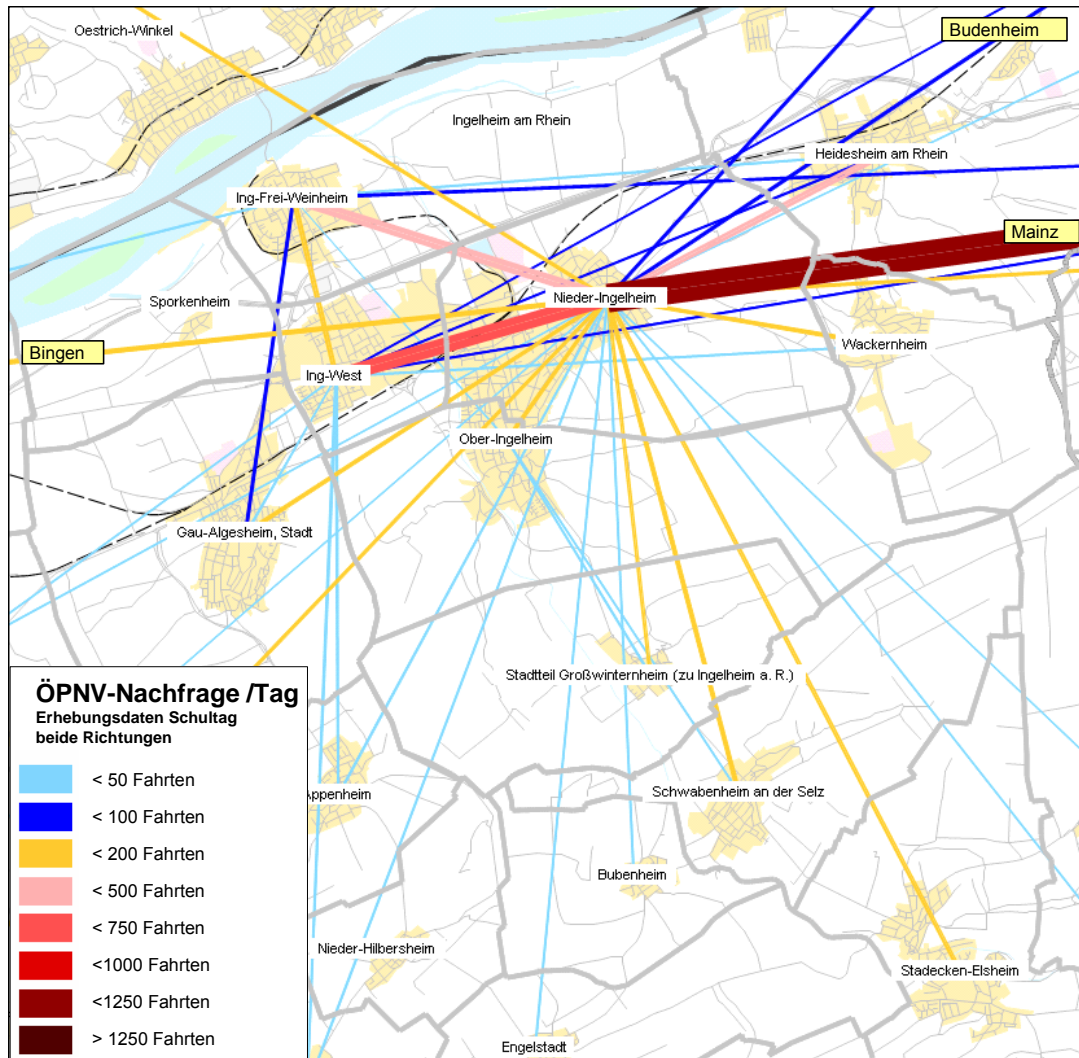 Oestrich-Winkel
Budenheim
Ingelheim am Rhein
Heidesheim am Rhein
Ing-Frei-Weinheim
Mainz
Sporkenheim
Nieder-Ingelheim
Bingen
Wackernheim
Ing-West
Ober-Ingelheim
Gau-Algesheim, Stadt
Stadtteil Großwinternheim (zu Ingelheim a. R.)
ÖPNV-Nachfrage /Tag
Erhebungsdaten Schultag
beide Richtungen
< 50 Fahrten
< 100 Fahrten
< 200 Fahrten
< 500 Fahrten
< 750 Fahrten
<1000 Fahrten
<1250 Fahrten
> 1250 Fahrten
Appenheim
Schwabenheim an der Selz
Bubenheim
Nieder-Hilbersheim
Stadecken-Elsheim
Engelstadt